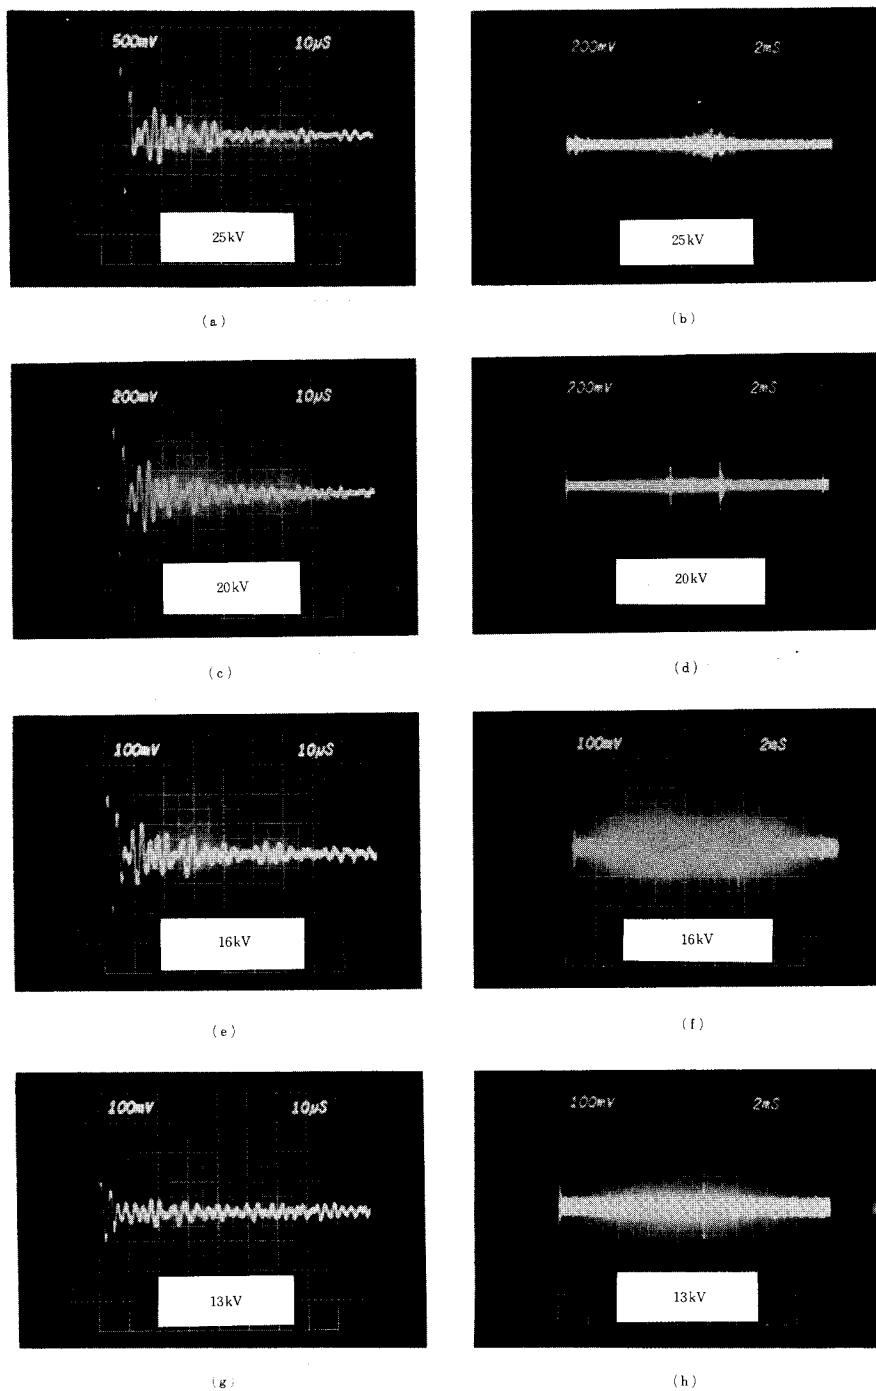 500mV 10µS
25kV
(a)
200mV 2mS
25kV
(b)
200mV 10µS
20kV
(c)
200mV 2mS
20kV
(d)
100mV 10µS
16kV
(e)
100mV 2mS
16kV
(f)
100mV 10µS
13kV
(g)
100mV 2mS
13kV
(h)